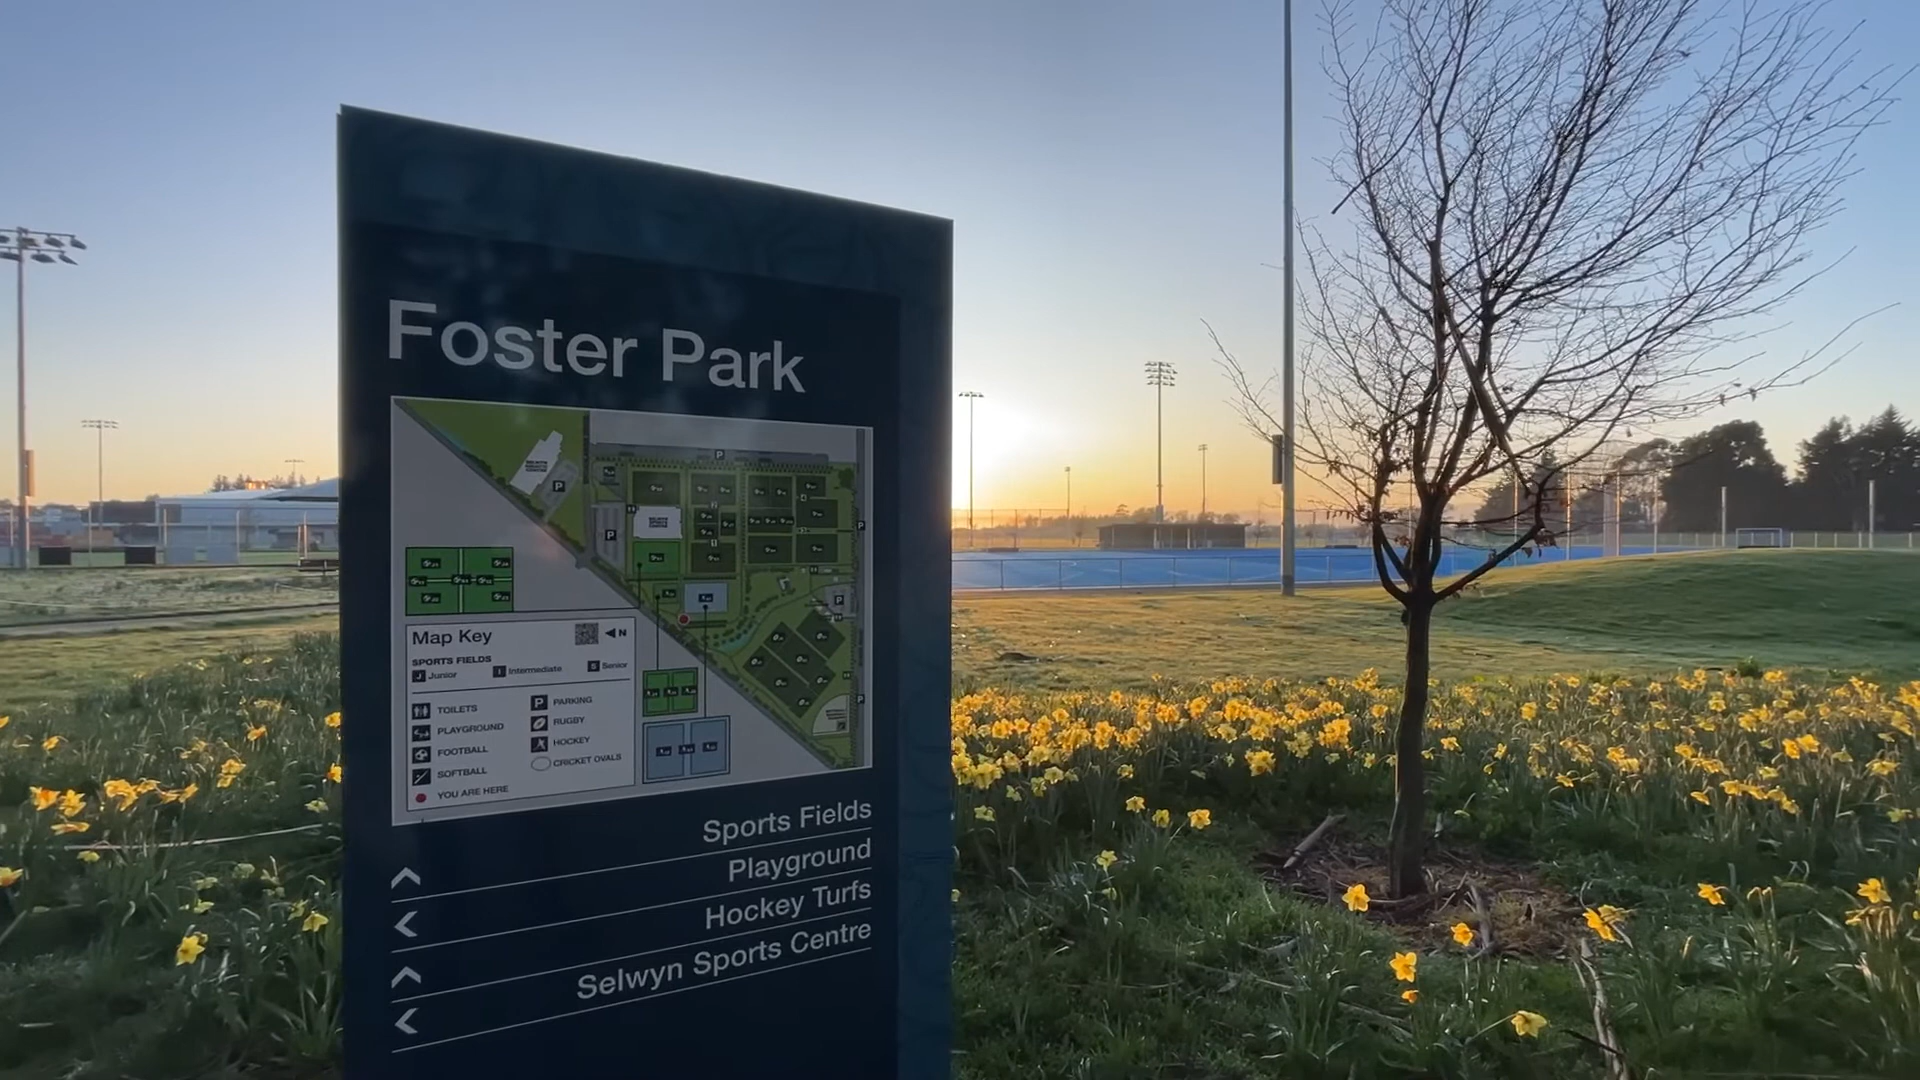 Foster Park
P
P
P
P
P
P
Map Key
N
SPORTS FIELDS
J Junior
I Intermediate
S Senior
TOILETS
PLAYGROUND
FOOTBALL
SOFTBALL
YOU ARE HERE
P PARKING
RUGBY
HOCKEY
CRICKET OVALS
Sports Fields
Playground
Hockey Turfs
Selwyn Sports Centre